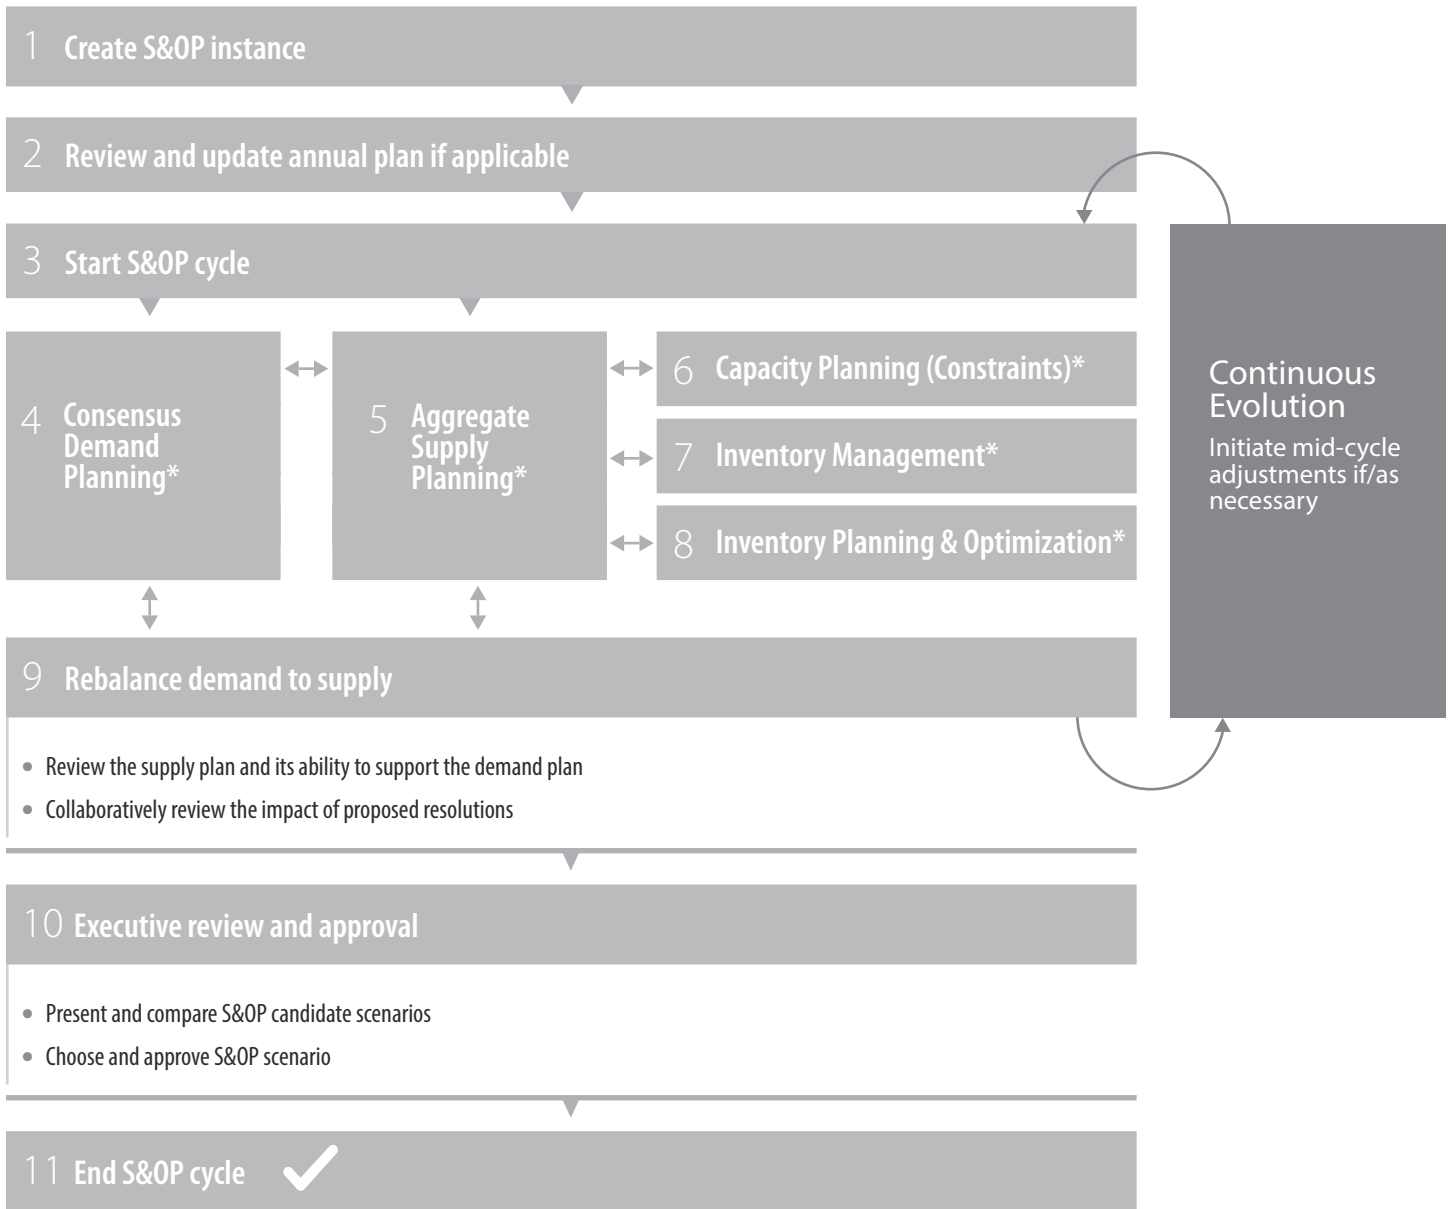 1 Create S&OP instance
2 Review and update annual plan if applicable
3 Start S&OP cycle
4 Consensus
Demand
Planning*
5 Aggregate
Supply
Planning*
6 Capacity Planning (Constraints)*
7 Inventory Management*
8 Inventory Planning & Optimization*
Continuous
Evolution
Initiate mid-cycle
adjustments if/as
necessary
9 Rebalance demand to supply
• Review the supply plan and its ability to support the demand plan
• Collaboratively review the impact of proposed resolutions
10 Executive review and approval
• Present and compare S&OP candidate scenarios
• Choose and approve S&OP scenario
11 End S&OP cycle